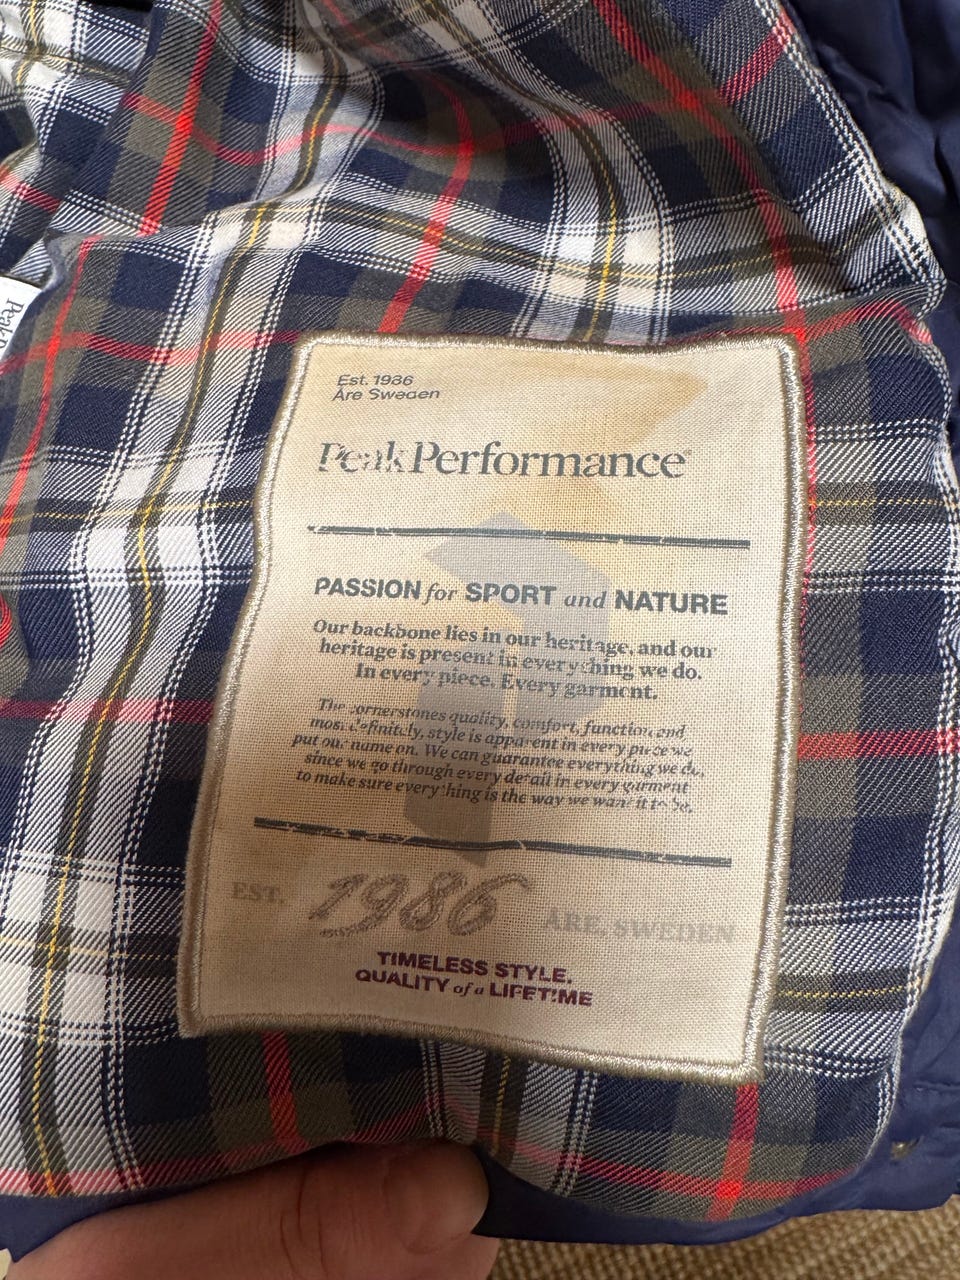 Est. 1986
Åre Sweden
Peak Performance
PASSION for SPORT and NATURE
Our backbone lies in our heritage, and our
heritage is present in everything we do.
In every piece. Every garment.
The cornerstones quality, comfort, function and
most definitely, style is apparent in every piece we
put our name on. We can guarantee everything we do,
since we go through every detail in every garment
to make sure everything is the way we want it to be.
EST. 1986 ÅRE, SWEDEN
TIMELESS STYLE.
QUALITY of a LIFETIME